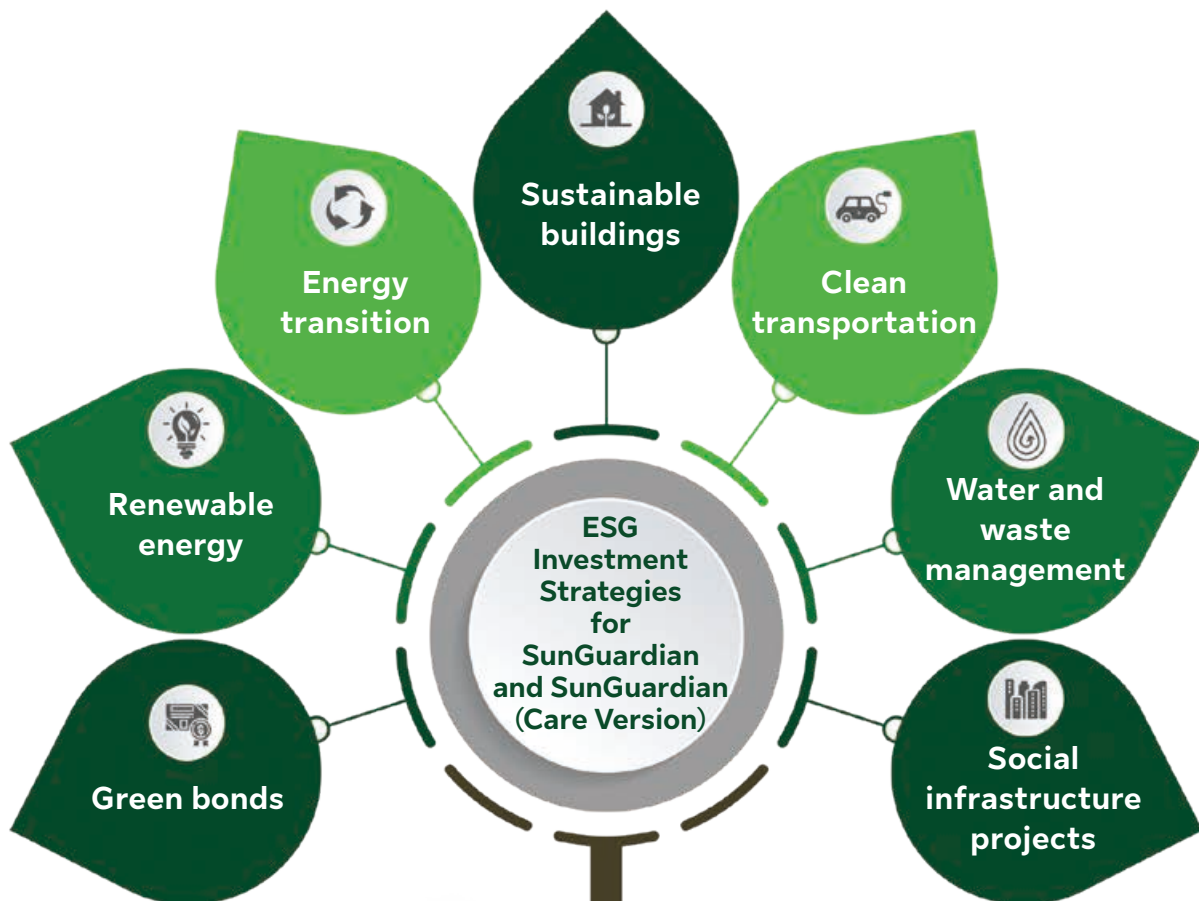 Sustainable
buildings
Energy
transition
Clean
transportation
Renewable
energy
Water and
waste
management
ESG
Investment
Strategies
for
SunGuardian
and SunGuardian
(Care Version)
Green bonds
Social
infrastructure
projects